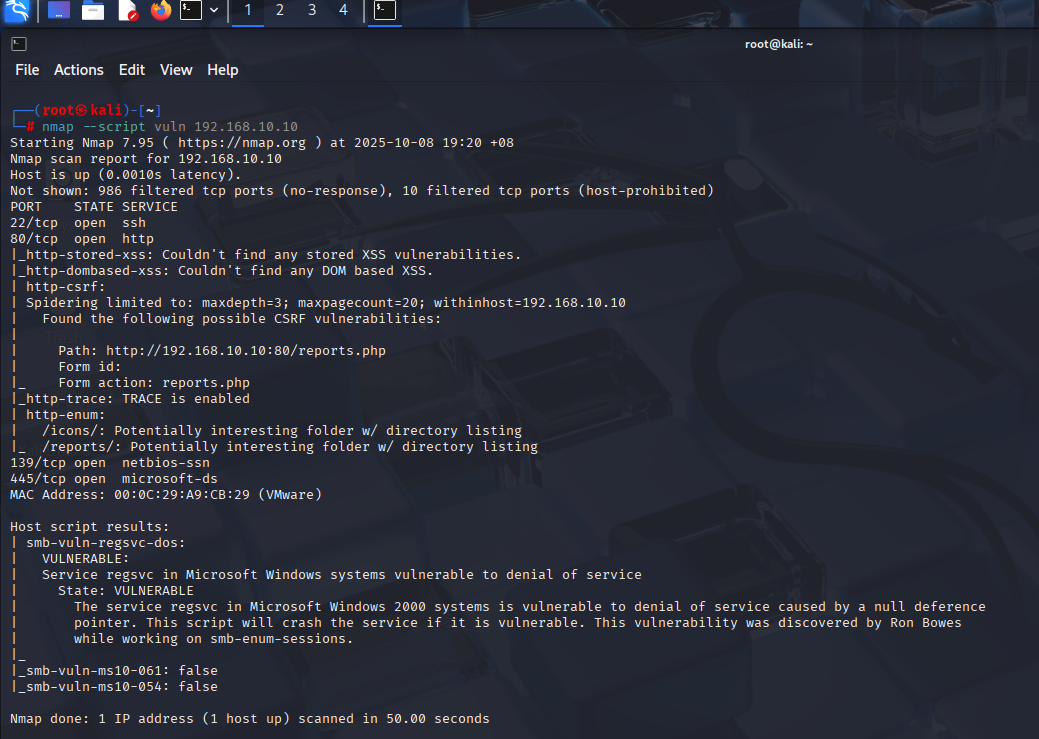 1 2 3 4
root@kali: ~
File Actions Edit View Help
┌──(root㉿kali)-[~]
└─# nmap --script vuln 192.168.10.10
Starting Nmap 7.95 ( https://nmap.org ) at 2025-10-08 19:20 +08
Nmap scan report for 192.168.10.10
Host is up (0.0010s latency).
Not shown: 986 filtered tcp ports (no-response), 10 filtered tcp ports (host-prohibited)
PORT    STATE SERVICE
22/tcp  open  ssh
80/tcp  open  http
|_http-stored-xss: Couldn't find any stored XSS vulnerabilities.
|_http-dombased-xss: Couldn't find any DOM based XSS.
| http-csrf:
| Spidering limited to: maxdepth=3; maxpagecount=20; withinhost=192.168.10.10
|   Found the following possible CSRF vulnerabilities:
|
|     Path: http://192.168.10.10:80/reports.php
|     Form id:
|_    Form action: reports.php
|_http-trace: TRACE is enabled
| http-enum:
|   /icons/: Potentially interesting folder w/ directory listing
|_  /reports/: Potentially interesting folder w/ directory listing
139/tcp open  netbios-ssn
445/tcp open  microsoft-ds
MAC Address: 00:0C:29:A9:CB:29 (VMware)
Host script results:
| smb-vuln-regsvc-dos:
|   VULNERABLE:
|   Service regsvc in Microsoft Windows systems vulnerable to denial of service
|     State: VULNERABLE
|       The service regsvc in Microsoft Windows 2000 systems is vulnerable to denial of service caused by a null deference
|       pointer. This script will crash the service if it is vulnerable. This vulnerability was discovered by Ron Bowes
|       while working on smb-enum-sessions.
|_
|_smb-vuln-ms10-061: false
|_smb-vuln-ms10-054: false
Nmap done: 1 IP address (1 host up) scanned in 50.00 seconds